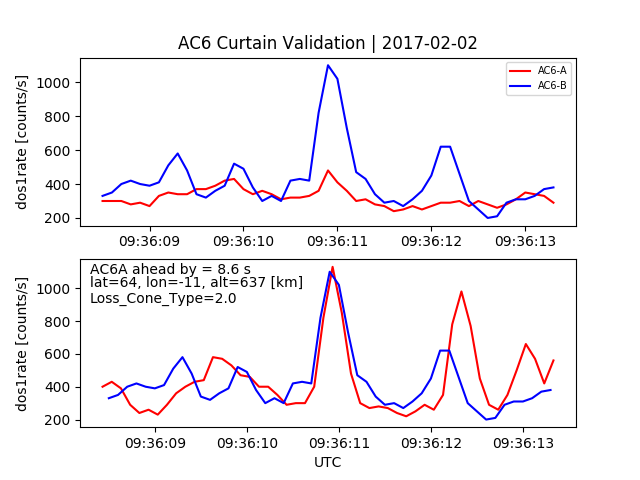 AC6 Curtain Validation | 2017-02-02
dos1rate [counts/s]
1000
800
600
400
200
AC6-A
AC6-B
09:36:09 09:36:10 09:36:11 09:36:12 09:36:13
dos1rate [counts/s]
1000
800
600
400
200
AC6A ahead by = 8.6 s
lat=64, lon=-11, alt=637 [km]
Loss_Cone_Type=2.0
09:36:09 09:36:10 09:36:11 09:36:12 09:36:13
UTC